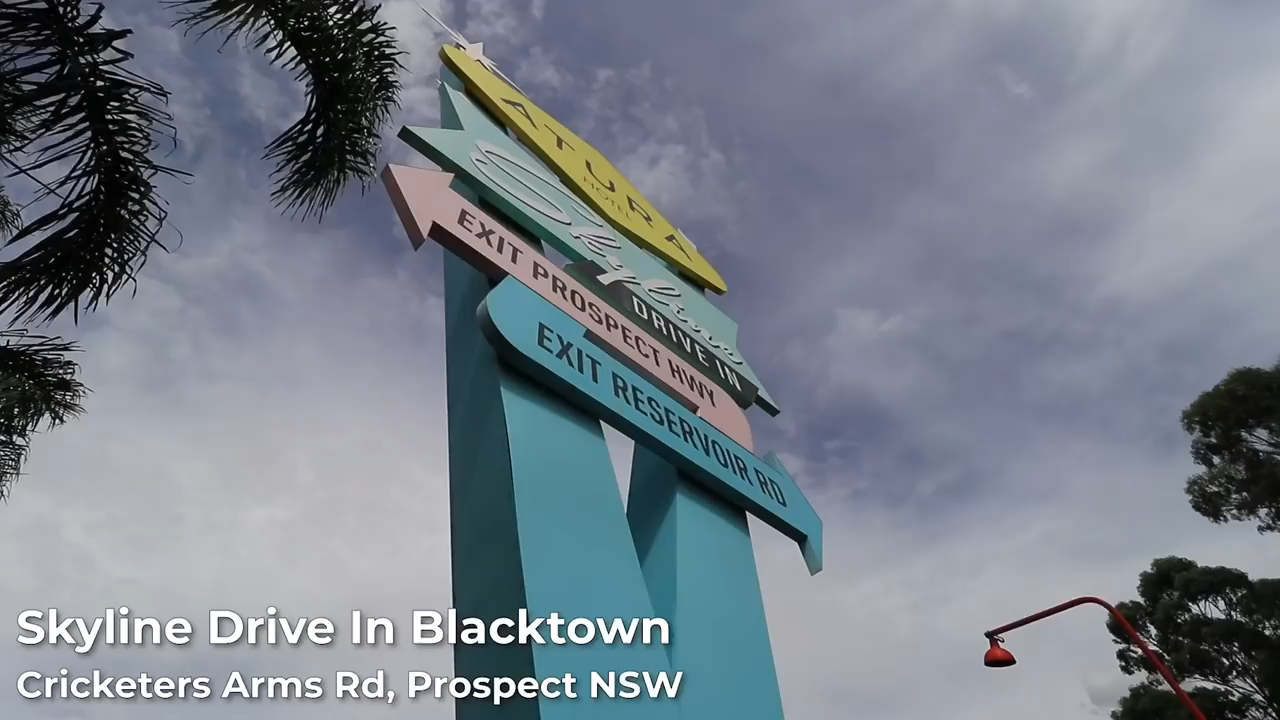 ATURA
HOTEL
Skyline
DRIVE IN
EXIT PROSPECT HWY
EXIT RESERVOIR RD
Skyline Drive In Blacktown
Cricketers Arms Rd, Prospect NSW